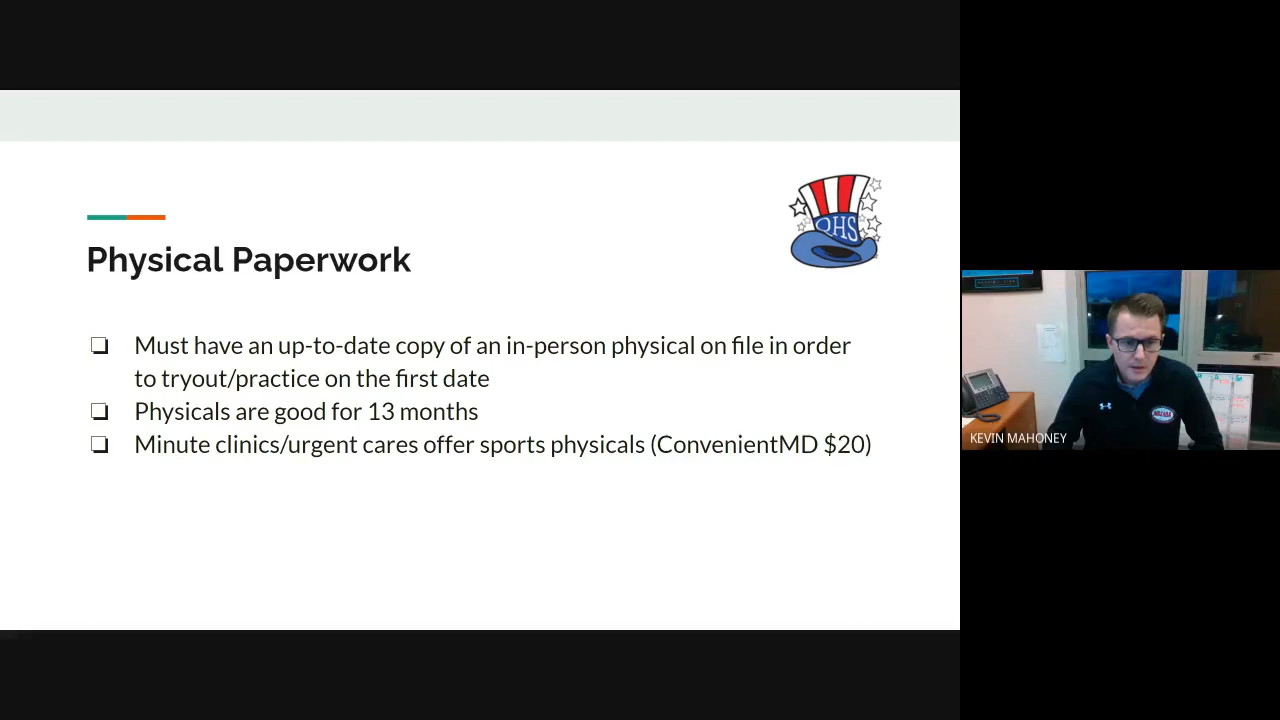 OHS
Physical Paperwork
❏ Must have an up-to-date copy of an in-person physical on file in order
to tryout/practice on the first date
❏ Physicals are good for 13 months
❏ Minute clinics/urgent cares offer sports physicals (ConvenientMD $20)
KEVIN MAHONEY